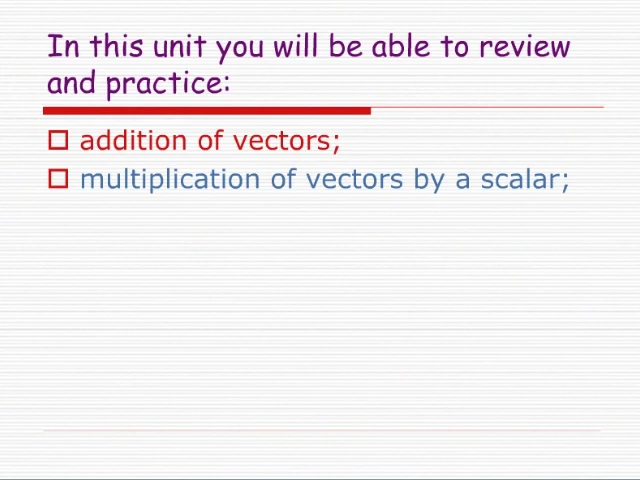 In this unit you will be able to review
and practice:
addition of vectors;
multiplication of vectors by a scalar;